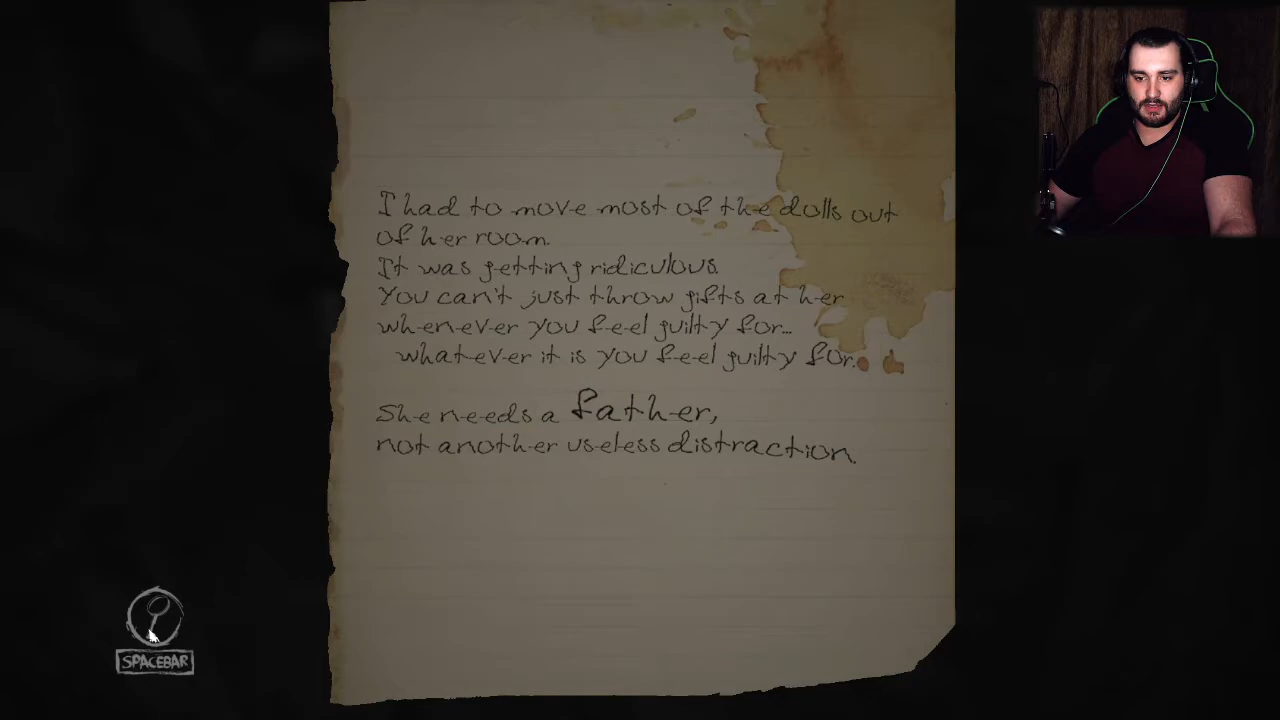 I had to move most of the dolls out
of her room.
It was getting ridiculous.
You can't just throw gifts at her
whenever you feel guilty for...
whatever it is you feel guilty for.
She needs a father,
not another useless distraction.
SPACEBAR